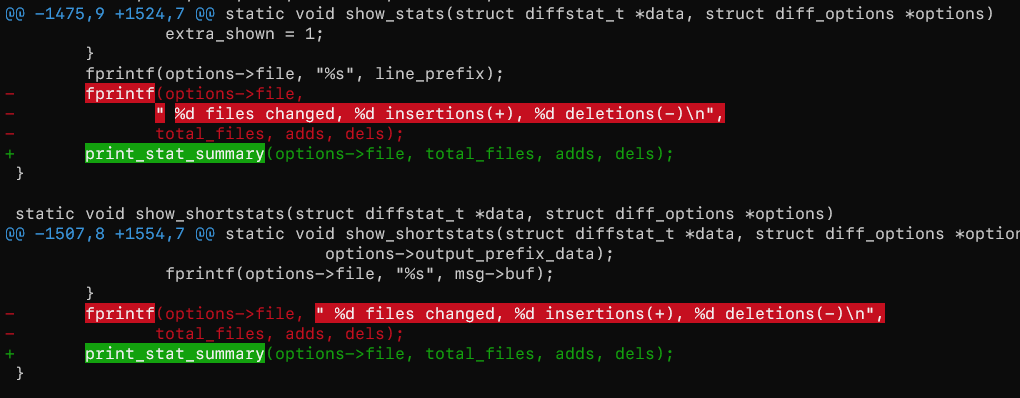 @@ -1475,9 +1524,7 @@ static void show_stats(struct diffstat_t *data, struct diff_options *options)
                extra_shown = 1;
        }
        fprintf(options->file, "%s", line_prefix);
-       fprintf(options->file,
-              " %d files changed, %d insertions(+), %d deletions(-)\n",
-              total_files, adds, dels);
+       print_stat_summary(options->file, total_files, adds, dels);
 }

 static void show_shortstats(struct diffstat_t *data, struct diff_options *options)
@@ -1507,8 +1554,7 @@ static void show_shortstats(struct diffstat_t *data, struct diff_options *option
                                options->output_prefix_data);
                fprintf(options->file, "%s", msg->buf);
        }
-       fprintf(options->file, " %d files changed, %d insertions(+), %d deletions(-)\n",
-              total_files, adds, dels);
+       print_stat_summary(options->file, total_files, adds, dels);
 }